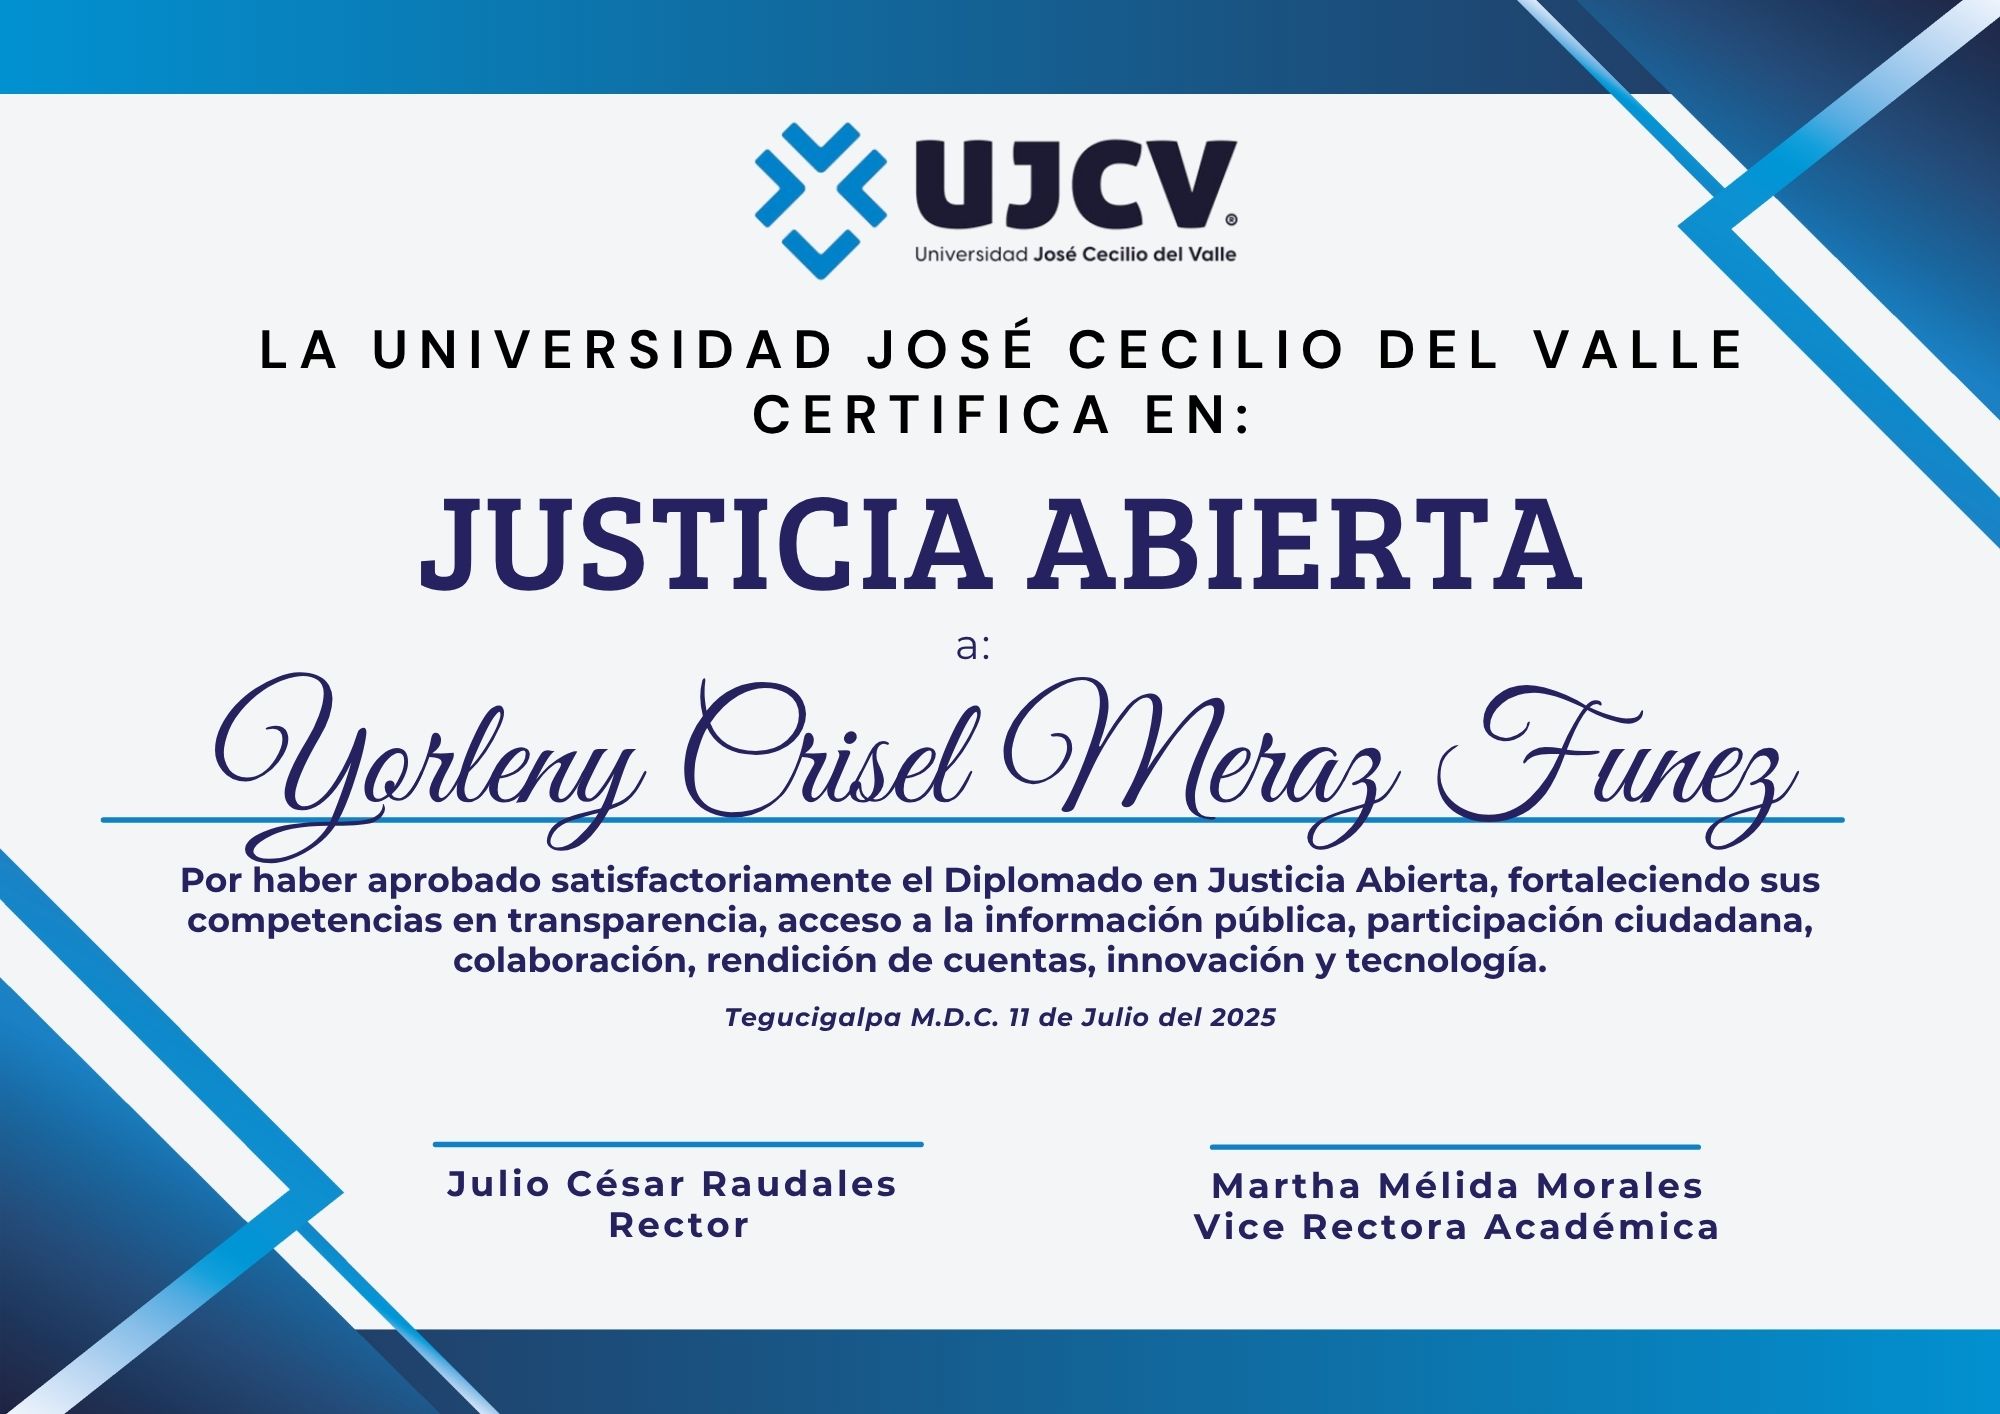 UJCV®
Universidad José Cecilio del Valle
LA UNIVERSIDAD JOSÉ CECILIO DEL VALLE
CERTIFICA EN:
JUSTICIA ABIERTA
a:
Yorleny Crisel Meraz Funez
Por haber aprobado satisfactoriamente el Diplomado en Justicia Abierta, fortaleciendo sus
competencias en transparencia, acceso a la información pública, participación ciudadana,
colaboración, rendición de cuentas, innovación y tecnología.
Tegucigalpa M.D.C. 11 de Julio del 2025
Julio César Raudales
Rector
Martha Mélida Morales
Vice Rectora Académica